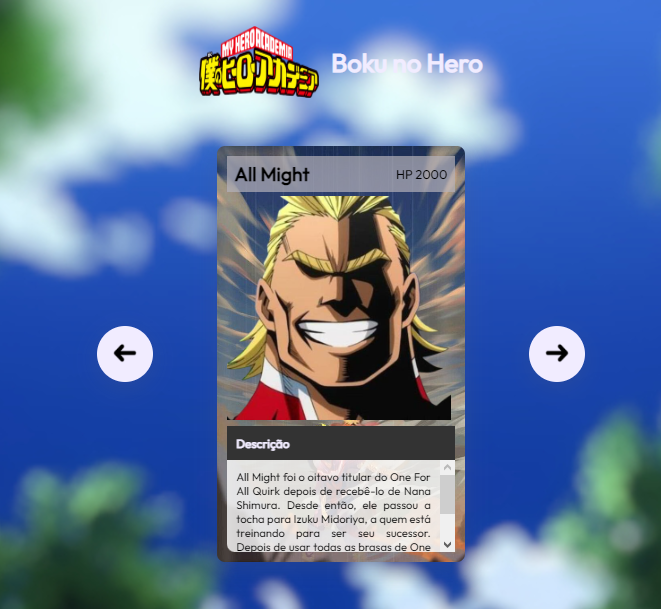 MY HERO ACADEMIA
僕のヒーローアカデミア
Boku no Hero
All Might
HP 2000
Descrição
All Might foi o oitavo titular do One For
All Quirk depois de recebê-lo de Nana
Shimura. Desde então, ele passou a
tocha para Izuku Midoriya, a quem está
treinando para ser seu sucessor.
Depois de usar todas as brasas de One